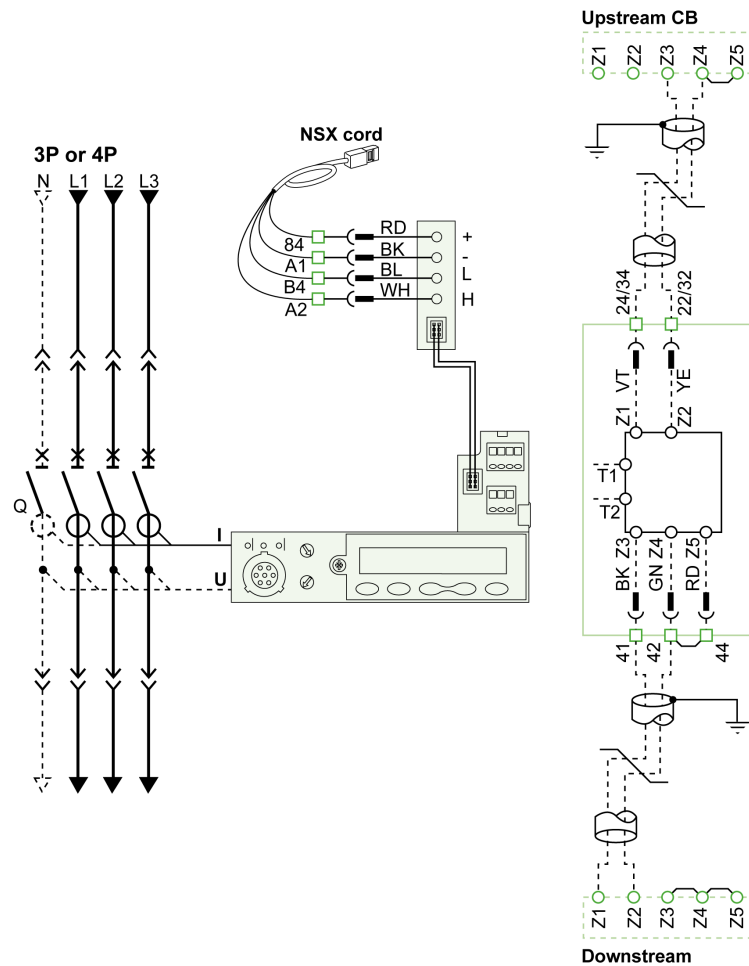 Upstream CB
Z1 Z2 Z3 Z4 Z5
NSX cord
3P or 4P
N L1 L2 L3
84 RD +
A1 BK -
B4 BL L
A2 WH H
24/34 22/32
VT YE
Z1 Z2
T1
T2
Q
I
U
Z3 Z4 Z5
BK GN RD
41 42 44
Z1 Z2 Z3 Z4 Z5
Downstream